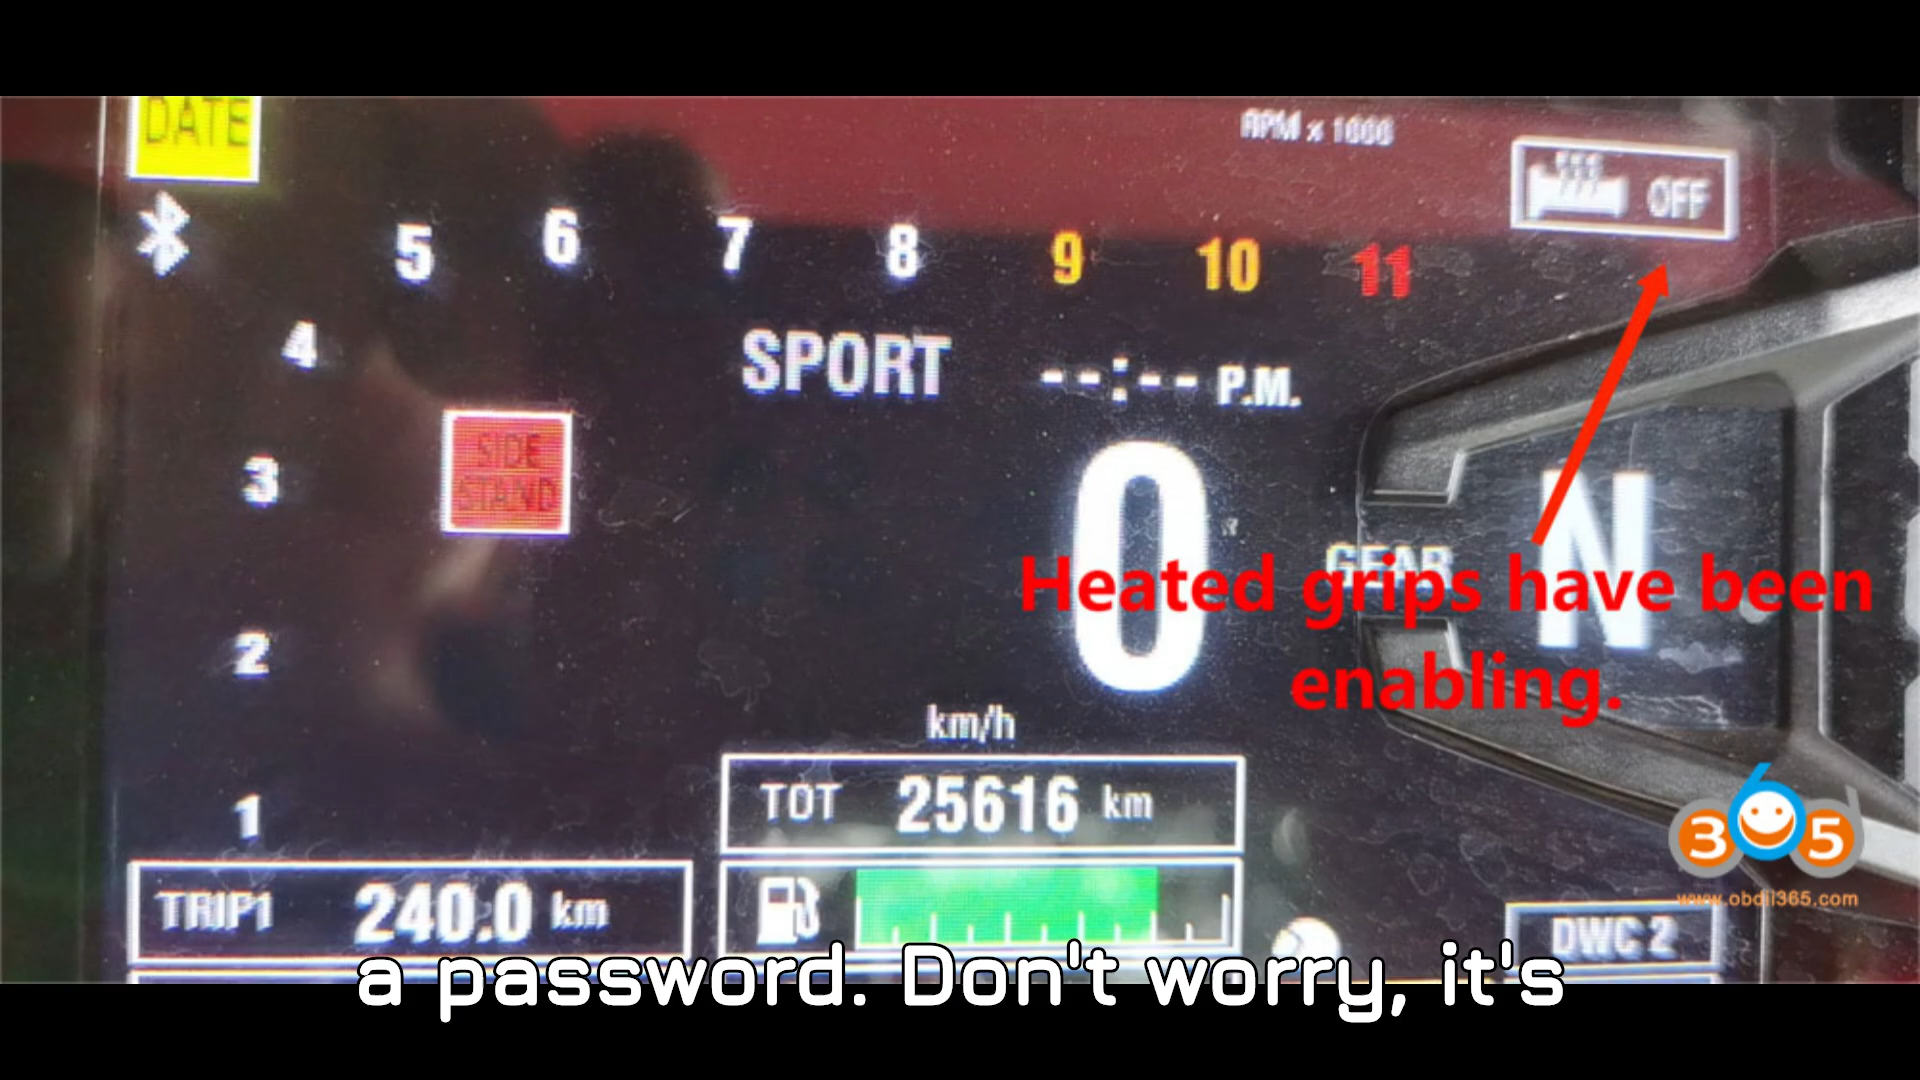 DATE
RPM x 1000
OFF
5 6 7 8 9 10 11
4
SPORT --:-- P.M.
SIDE
STAND
3
0
GEAR N
Heated grips have been
enabling.
2
km/h
TOT 25616 km
1
365
www.obdii365.com
TRIP1 240.0 km
DWC 2
a password. Don't worry, it's